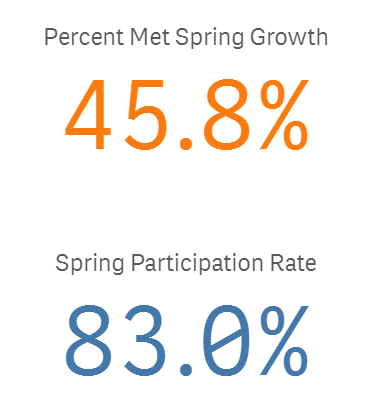 Percent Met Spring Growth
45.8%
Spring Participation Rate
83.0%